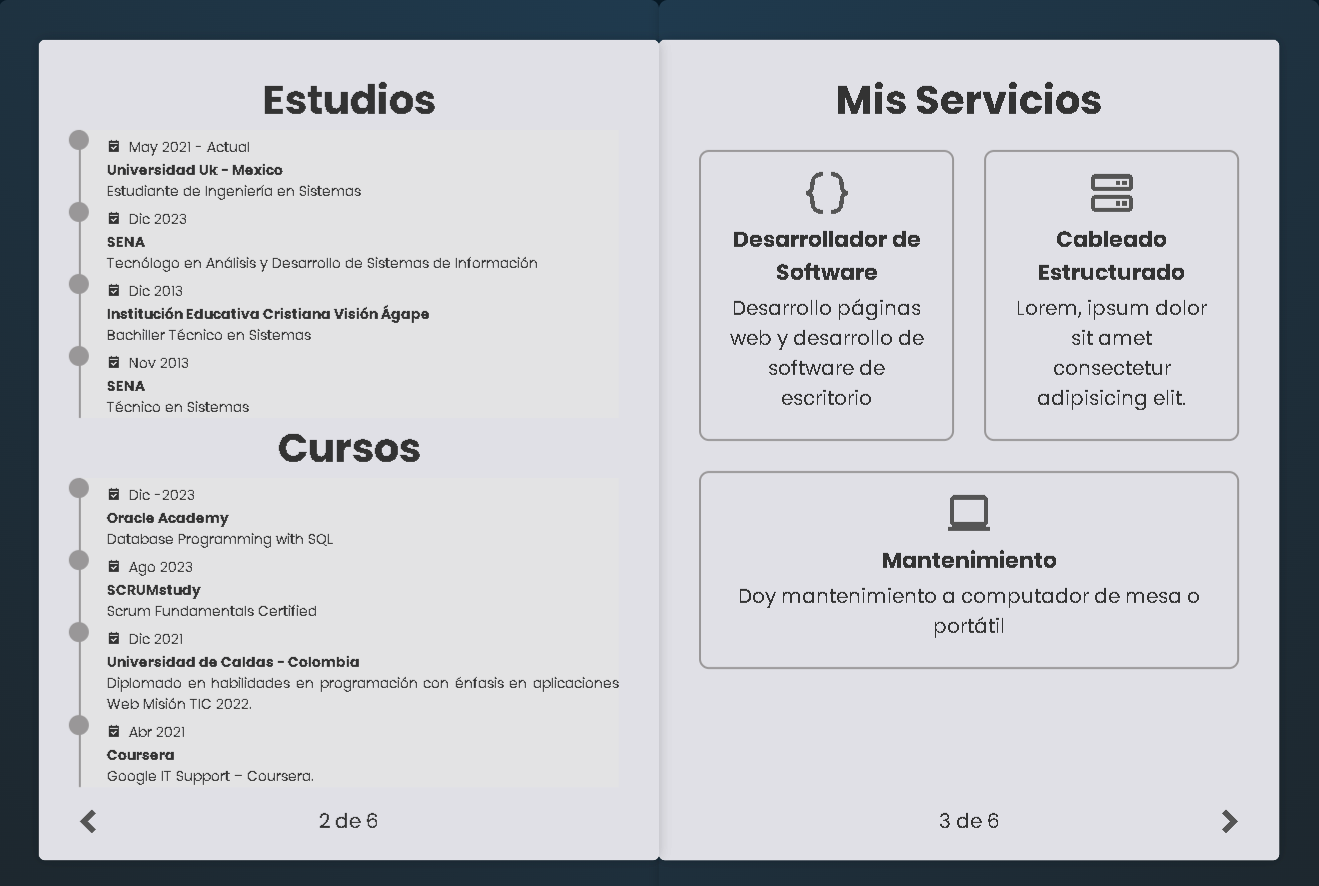 Estudios
May 2021 - Actual
Universidad Uk - Mexico
Estudiante de Ingeniería en Sistemas
Dic 2023
SENA
Tecnólogo en Análisis y Desarrollo de Sistemas de Información
Dic 2013
Institución Educativa Cristiana Visión Ágape
Bachiller Técnico en Sistemas
Nov 2013
SENA
Técnico en Sistemas
Cursos
Dic -2023
Oracle Academy
Database Programming with SQL
Ago 2023
SCRUMstudy
Scrum Fundamentals Certified
Dic 2021
Universidad de Caldas - Colombia
Diplomado en habilidades en programación con énfasis en aplicaciones
Web Misión TIC 2022.
Abr 2021
Coursera
Google IT Support – Coursera.
2 de 6
Mis Servicios
Desarrollador de
Software
Desarrollo páginas
web y desarrollo de
software de
escritorio
Cableado
Estructurado
Lorem, ipsum dolor
sit amet
consectetur
adipisicing elit.
Mantenimiento
Doy mantenimiento a computador de mesa o
portátil
3 de 6